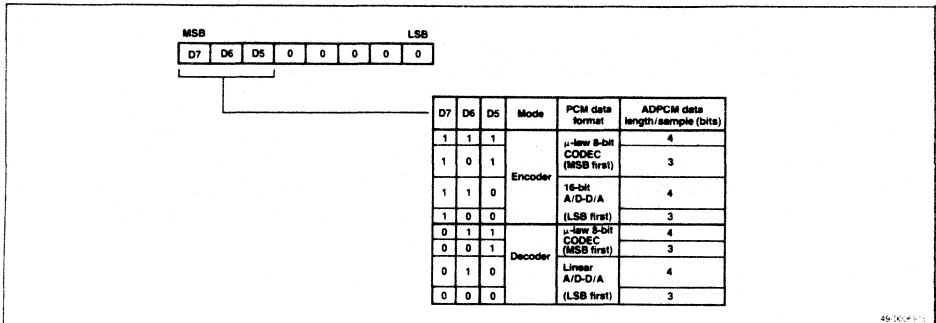 MSB LSB
D7 D6 D5 0 0 0 0 0
D7 D6 D5 Mode PCM data format ADPCM data length/sample (bits)
1 1 1 Encoder μ-law 8-bit CODEC (MSB first) 4
1 0 1 3
1 1 0 16-bit A/D-D/A (LSB first) 4
1 0 0 3
0 1 1 Decoder μ-law 8-bit CODEC (MSB first) 4
0 0 1 3
0 1 0 Linear A/D-D/A (LSB first) 4
0 0 0 3